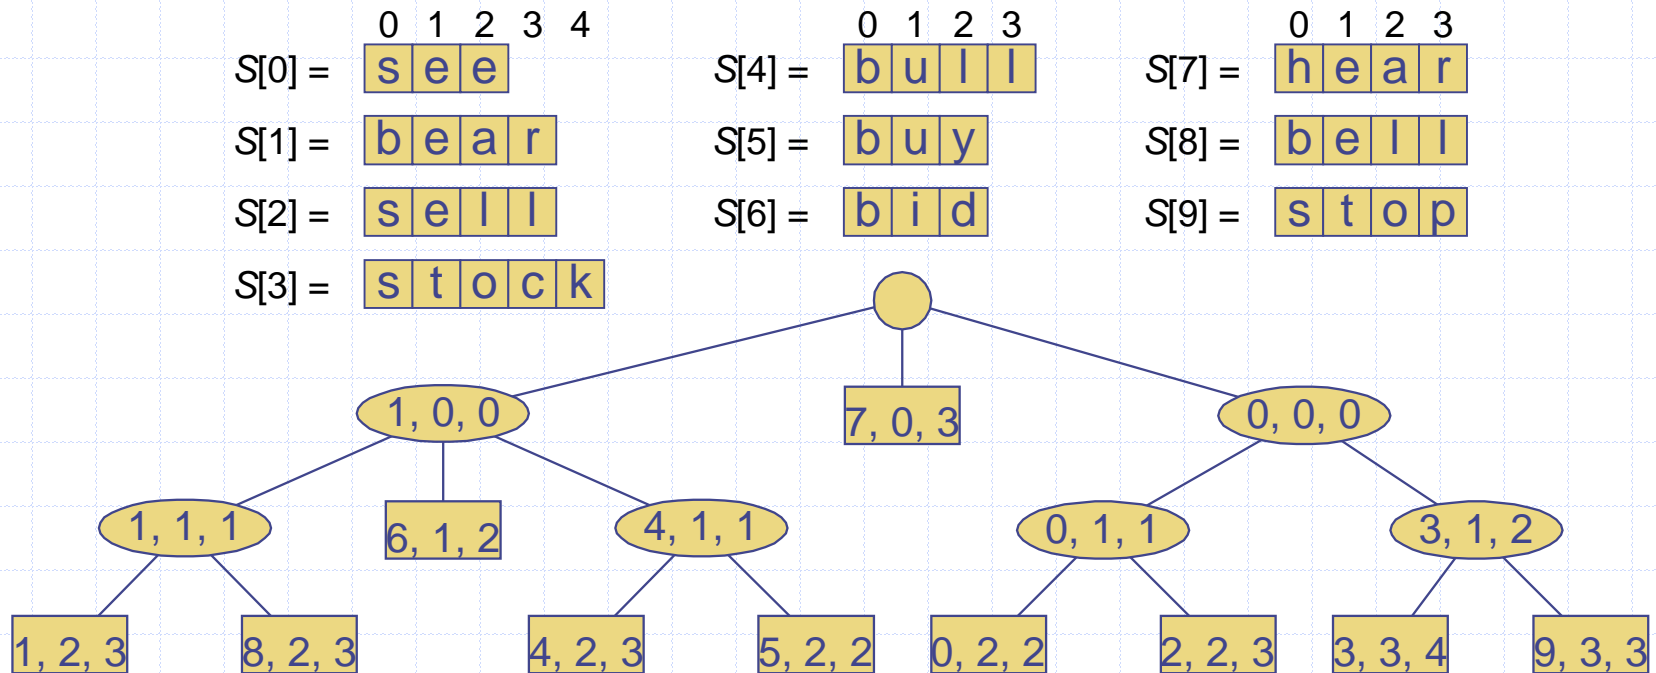 0 1 2 3 4 0 1 2 3 0 1 2 3
S[0] = s e e S[4] = b u l l S[7] = h e a r
S[1] = b e a r S[5] = b u y S[8] = b e l l
S[2] = s e l l S[6] = b i d S[9] = s t o p
S[3] = s t o c k
1, 0, 0 7, 0, 3 0, 0, 0
1, 1, 1 6, 1, 2 4, 1, 1 0, 1, 1 3, 1, 2
1, 2, 3 8, 2, 3 4, 2, 3 5, 2, 2 0, 2, 2 2, 2, 3 3, 3, 4 9, 3, 3